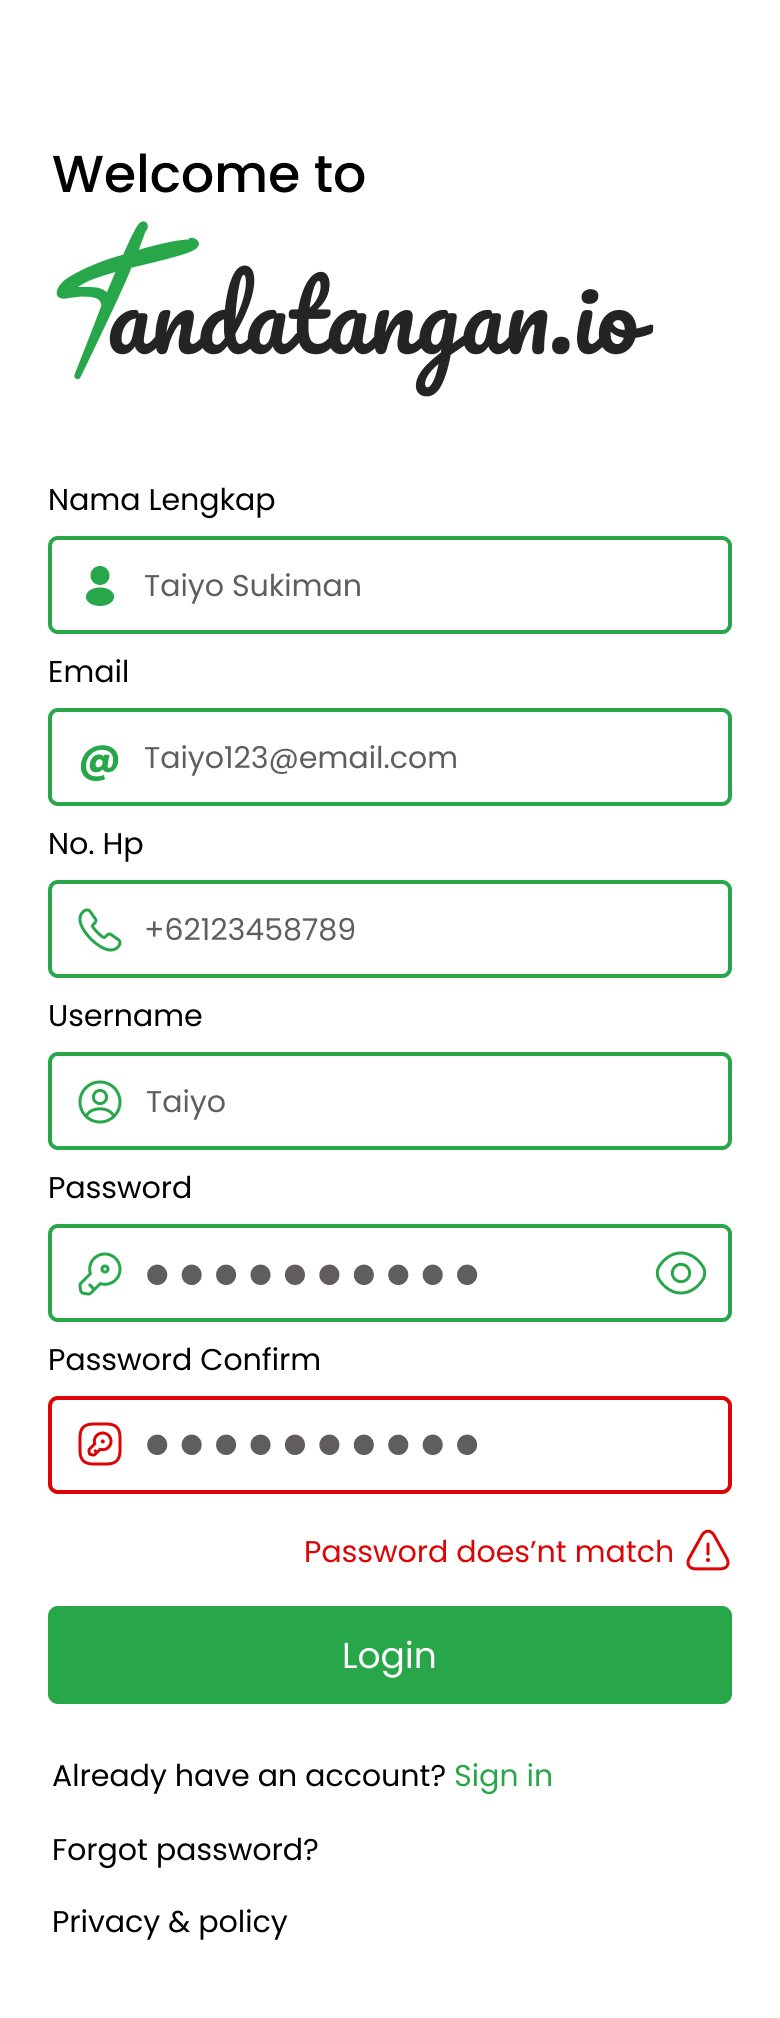 Welcome to
Tandatangan.io
Nama Lengkap
Taiyo Sukiman
Email
@ Taiyo123@email.com
No. Hp
+62123458789
Username
Taiyo
Password
Password Confirm
Password does’nt match
Login
Already have an account? Sign in
Forgot password?
Privacy & policy